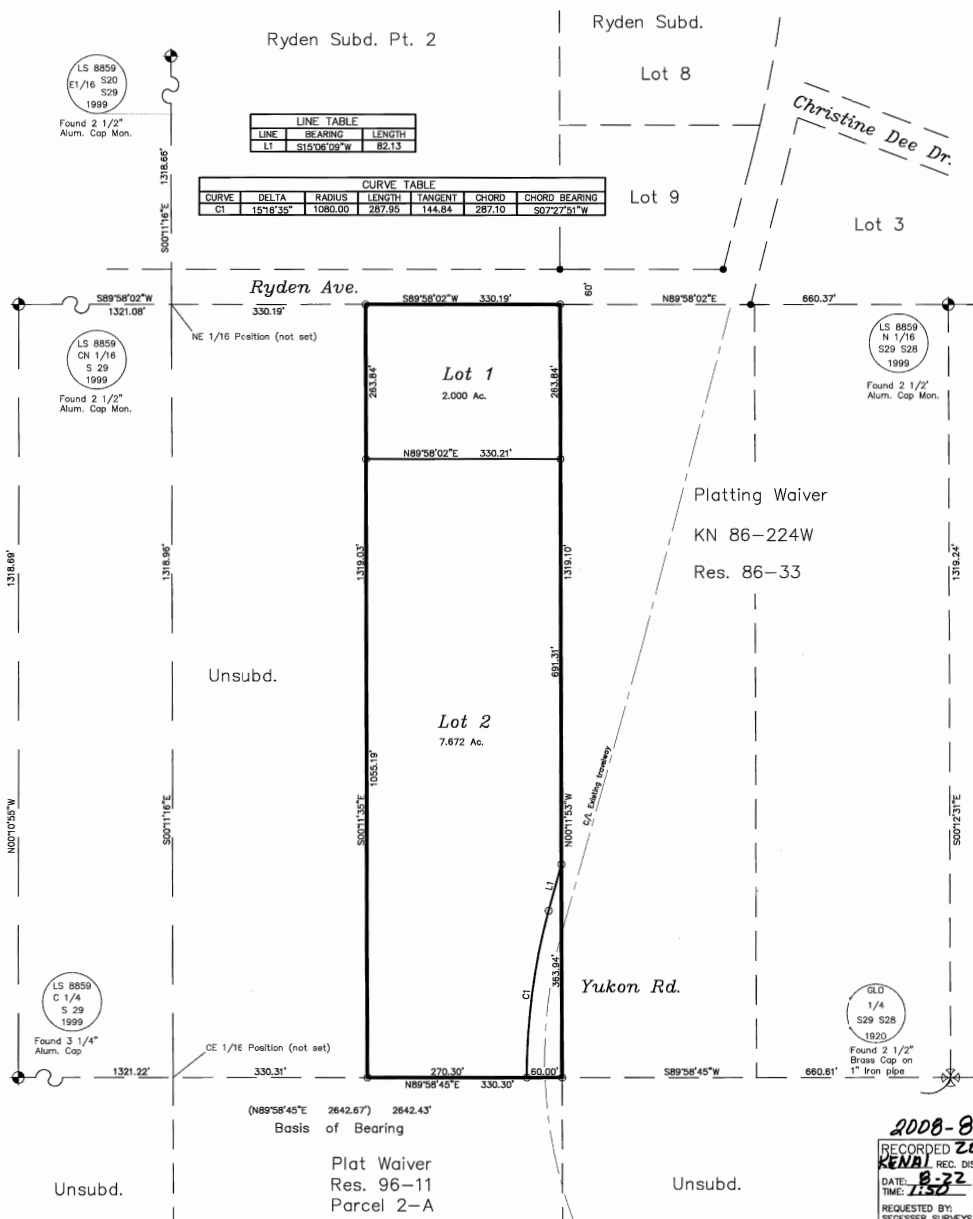 Ryden Subd. Pt. 2
Ryden Subd.
Lot 8
LS 8859
E1/16 S20
S29
1999
Found 2 1/2"
Alum. Cap Mon.
LINE TABLE
LINE BEARING LENGTH
L1 S15°06'09"W 82.13
Christine Dee Dr.
CURVE TABLE
CURVE DELTA RADIUS LENGTH TANGENT CHORD CHORD BEARING
C1 15°16'35" 1080.00 287.95 144.84 287.10 S07°27'51"W
Lot 9
Lot 3
S00°11'16"E 1318.66'
Ryden Ave.
60'
S89°58'02"W
1321.08'
330.19'
S89°58'02"W 330.19'
N89°58'02"E 660.37'
NE 1/16 Position (not set)
LS 8859
CN 1/16
S 29
1999
Found 2 1/2"
Alum. Cap Mon.
LS 8859
N 1/16
S29 S28
1999
Found 2 1/2'
Alum. Cap Mon.
Lot 1
2.000 Ac.
263.84'
263.84'
N89°58'02"E 330.21'
Platting Waiver
KN 86-224W
Res. 86-33
1318.69'
1318.96'
1319.03'
1319.10'
1319.24'
Unsubd.
691.31'
Lot 2
7.672 Ac.
1055.19'
C/L Existing travelway
N00°10'55"W
S00°11'16"E
S00°11'35"E
N00°11'53"W
S00°12'31"E
L1
C1
363.94'
Yukon Rd.
LS 8859
C 1/4
S 29
1999
Found 3 1/4"
Alum. Cap
GLO
1/4
S29 S28
1920
Found 2 1/2"
Brass Cap on
1" Iron pipe
CE 1/16 Position (not set)
1321.22'
330.31'
270.30'
60.00'
N89°58'45"E 330.30'
S89°58'45"W 660.61'
(N89°58'45"E 2642.67') 2642.43'
Basis of Bearing
Plat Waiver
Res. 96-11
Parcel 2-A
Unsubd.
Unsubd.
2008-8
RECORDED 20
KENAI REC. DIS
DATE: 8-22
TIME: 1:50
REQUESTED BY:
SEGESSER SURVEYS